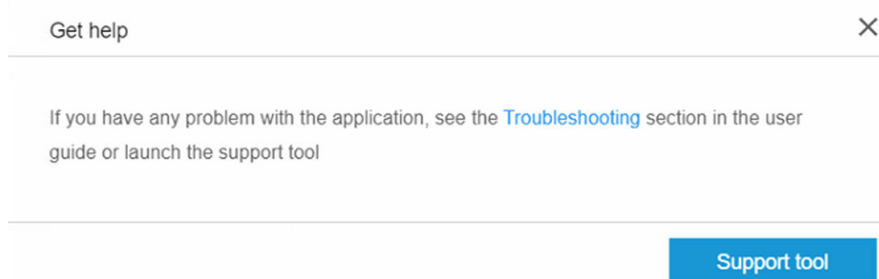 Get help
If you have any problem with the application, see the Troubleshooting section in the user
guide or launch the support tool
Support tool